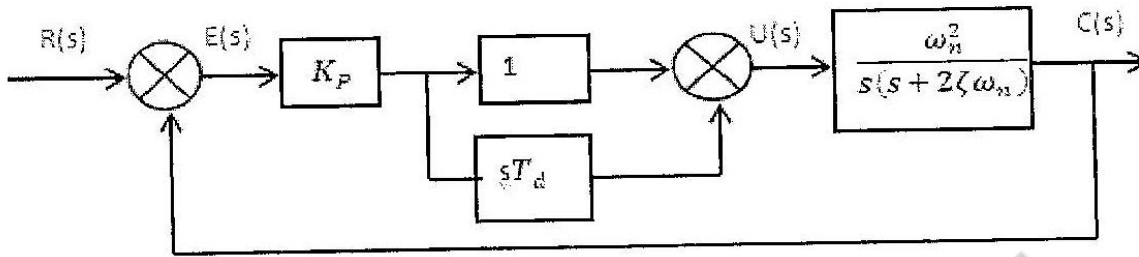 R(s)
E(s)
K_P
1
sT_d
U(s)
ω_n^2
s(s + 2ζω_n)
C(s)